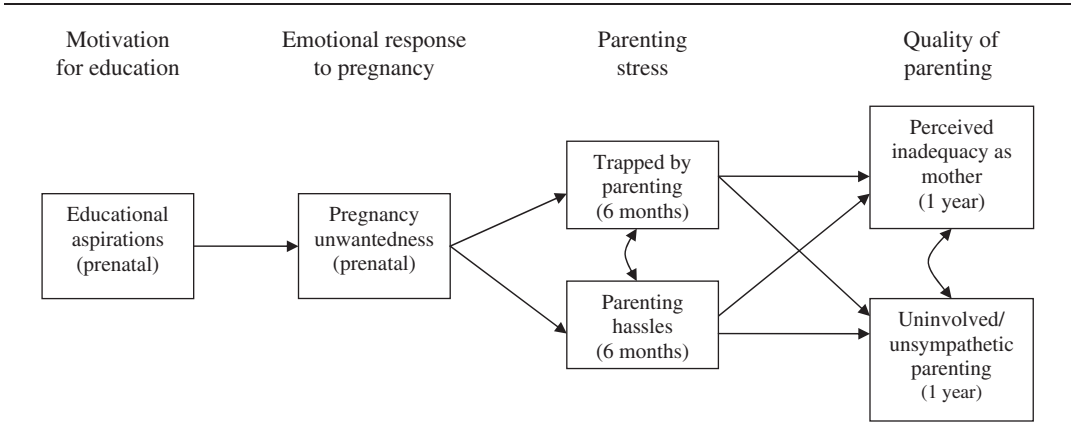 Motivation
for education
Emotional response
to pregnancy
Parenting
stress
Quality of
parenting
Educational
aspirations
(prenatal)
Pregnancy
unwantedness
(prenatal)
Trapped by
parenting
(6 months)
Parenting
hassles
(6 months)
Perceived
inadequacy as
mother
(1 year)
Uninvolved/
unsympathetic
parenting
(1 year)